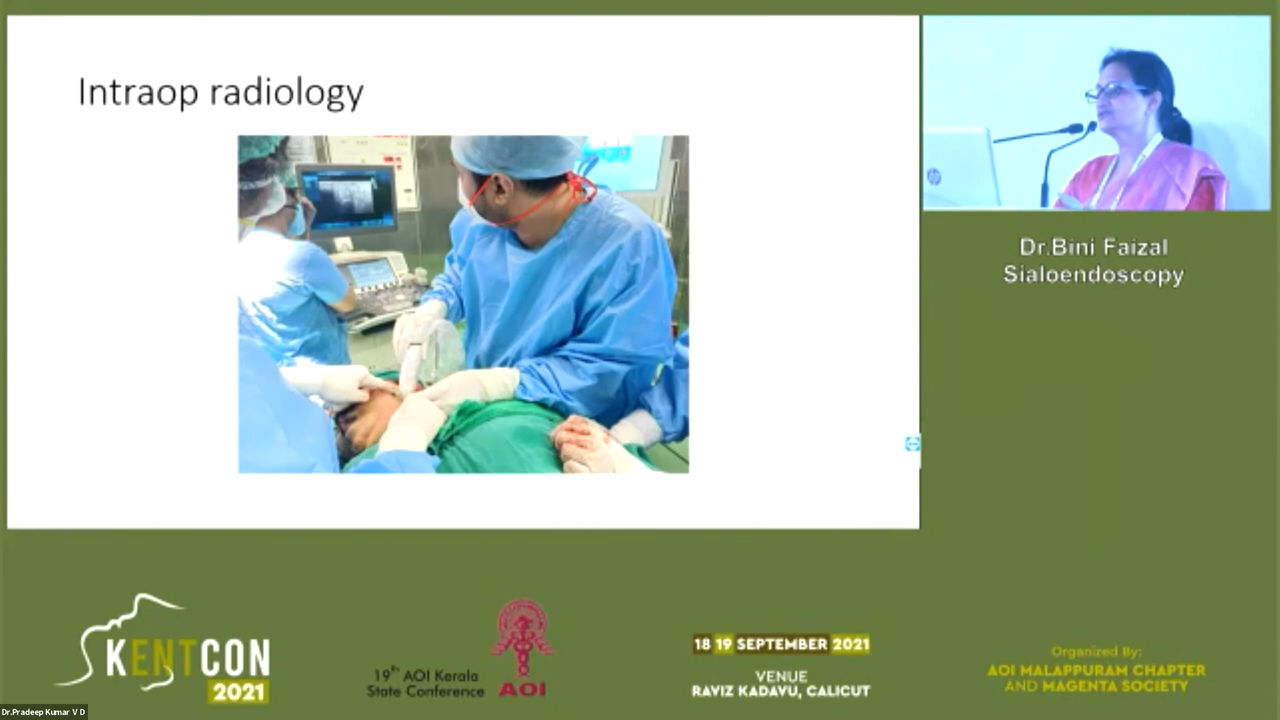 Intraop radiology
hp
Dr.Bini Faizal
Sialoendoscopy
KENTCON
2021
19th AOI Kerala
State Conference
AOI
18 19 SEPTEMBER 2021
VENUE
RAVIZ KADAVU, CALICUT
Organized By:
AOI MALAPPURAM CHAPTER
AND MAGENTA SOCIETY
Dr.Pradeep Kumar V D